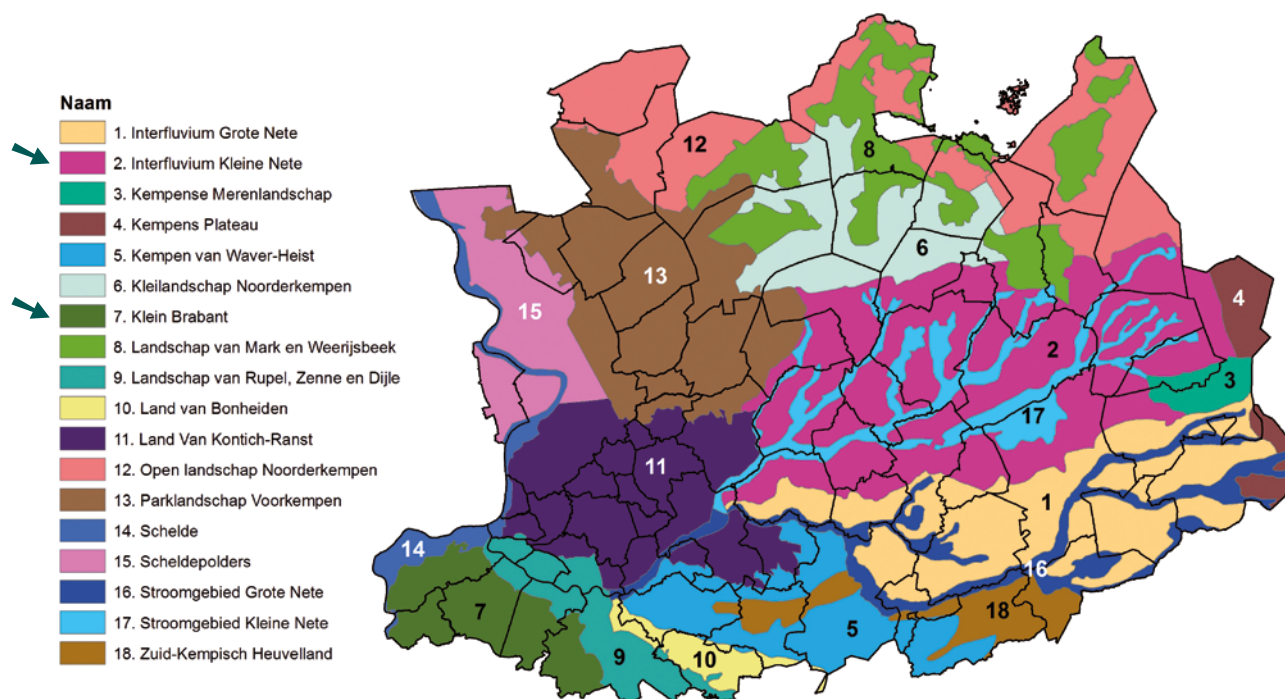 Naam
1. Interfluvium Grote Nete
2. Interfluvium Kleine Nete
3. Kempense Merenlandschap
4. Kempens Plateau
5. Kempen van Waver-Heist
6. Kleilandschap Noorderkempen
7. Klein Brabant
8. Landschap van Mark en Weerijsbeek
9. Landschap van Rupel, Zenne en Dijle
10. Land van Bonheiden
11. Land Van Kontich-Ranst
12. Open landschap Noorderkempen
13. Parklandschap Voorkempen
14. Schelde
15. Scheldepolders
16. Stroomgebied Grote Nete
17. Stroomgebied Kleine Nete
18. Zuid-Kempisch Heuvelland
12
8
6
13
15
4
2
3
17
11
1
14
16
7
18
5
9
10